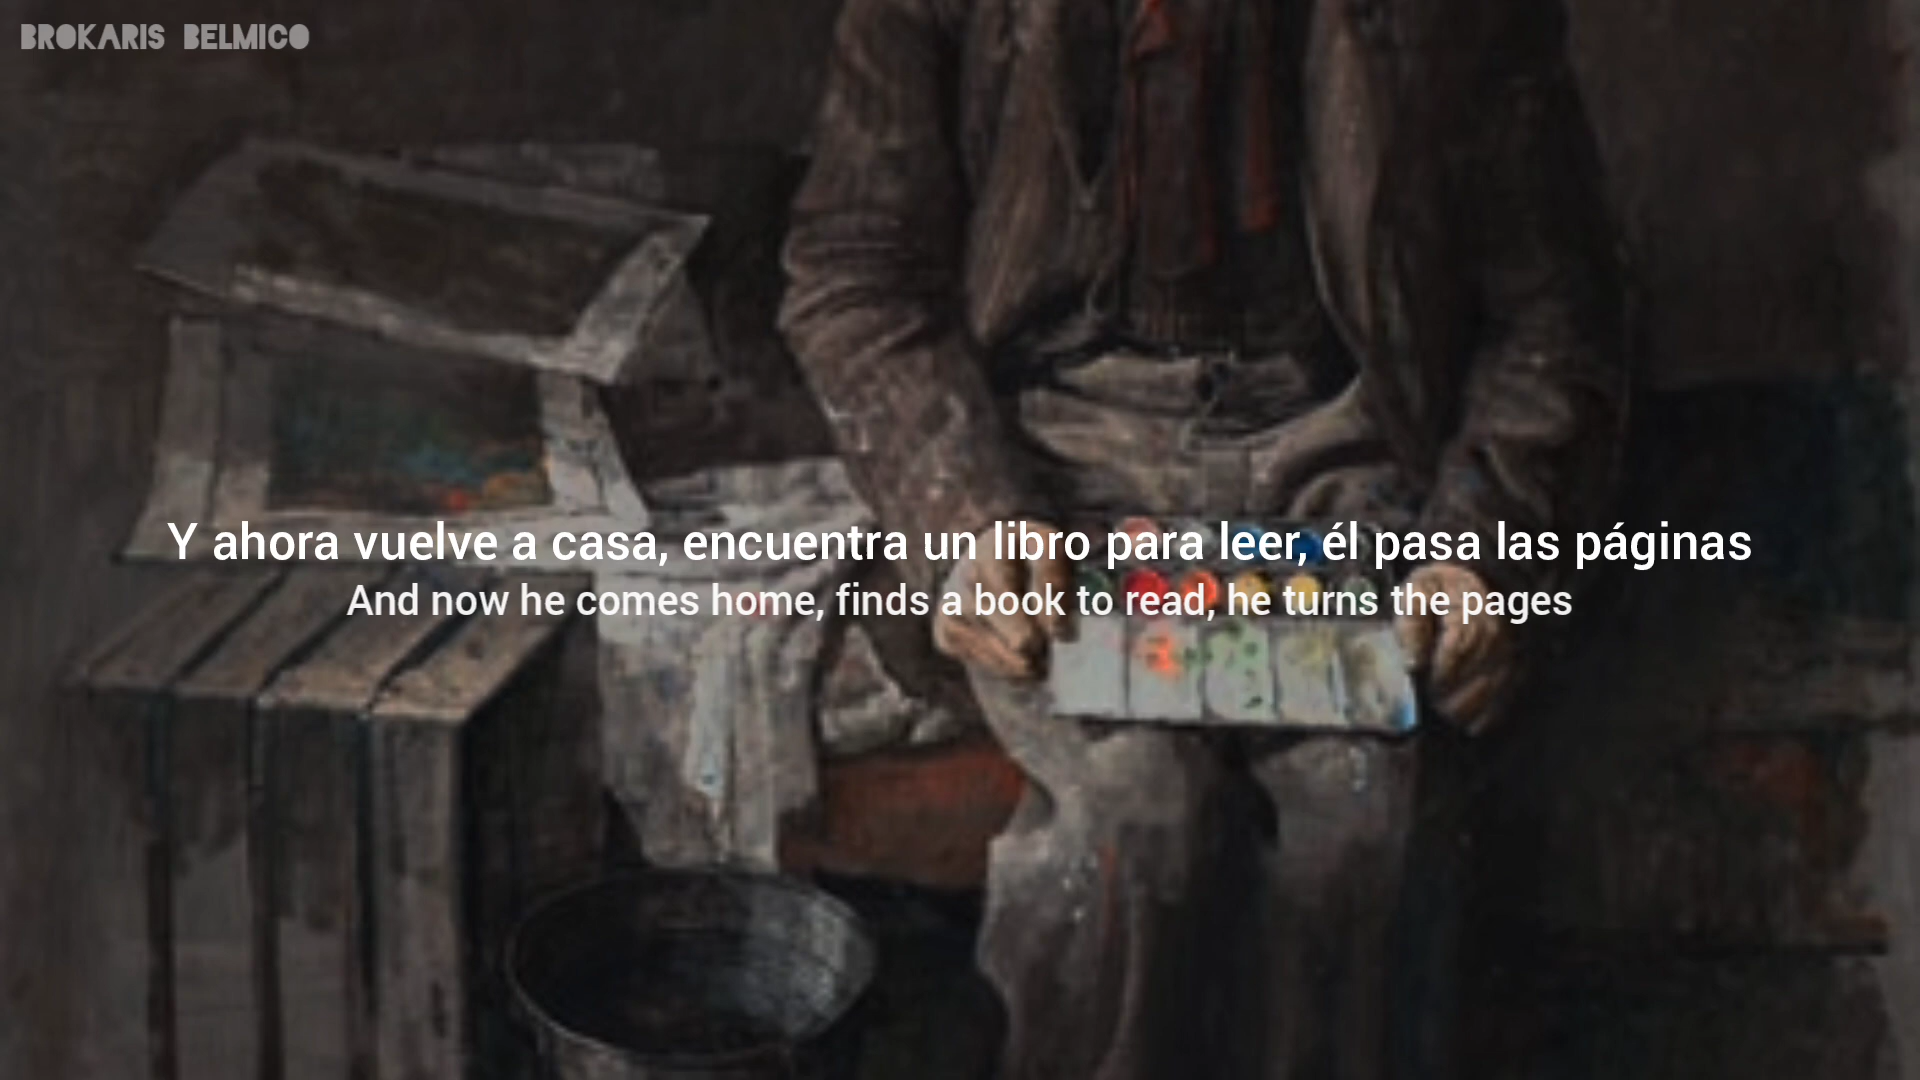 BROKARIS BELMICO
Y ahora vuelve a casa, encuentra un libro para leer, él pasa las páginas
And now he comes home, finds a book to read, he turns the pages